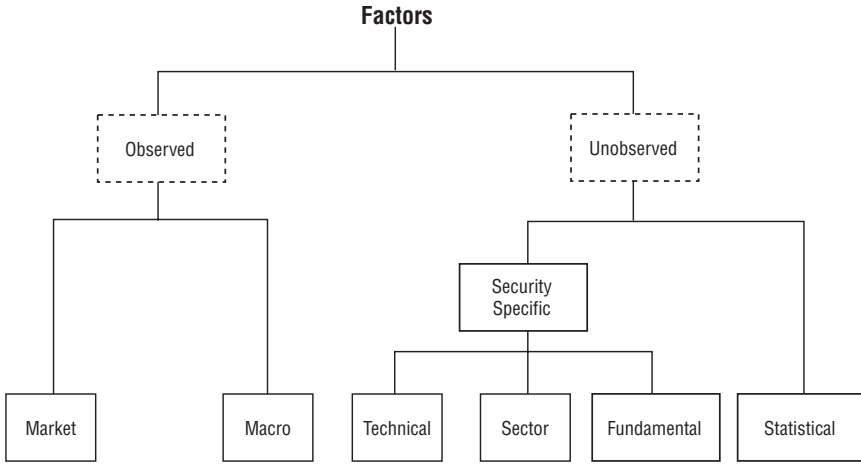 Factors
Observed
Unobserved
Security
Specific
Market
Macro
Technical
Sector
Fundamental
Statistical